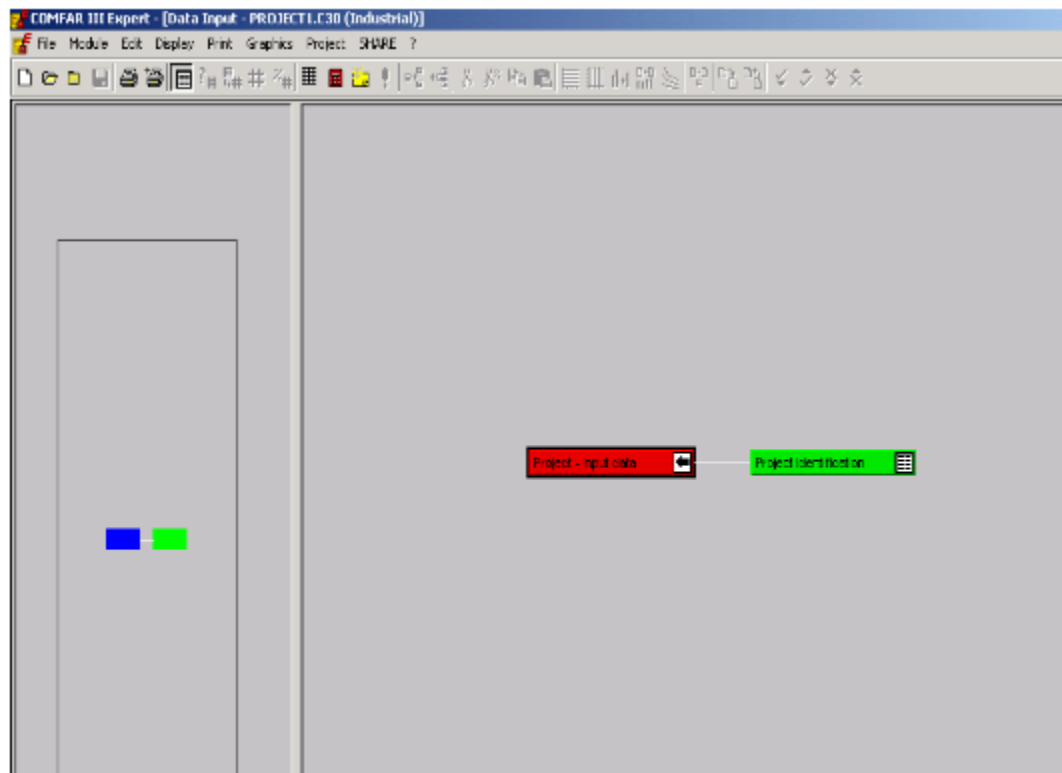 COMFAR III Expert - [Data Input - PROJECT1.C30 (Industrial)]
File Module Edit Display Print Graphics Project SHARE ?
Project - input data
Project identification